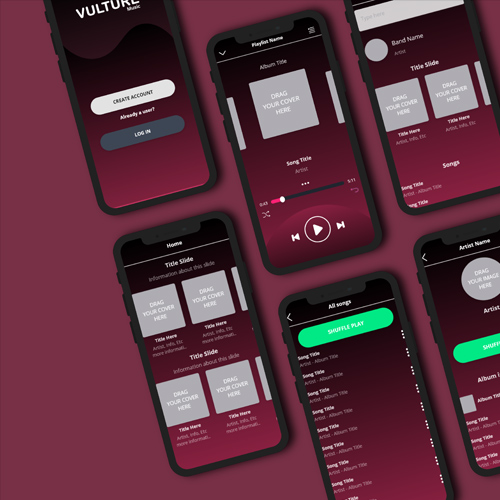 VULTURE
Music
CREATE ACCOUNT
Already a user?
LOG IN
Playlist Name
Album Title
DRAG
YOUR COVER
HERE
Song Title
Artist
0:43
5:11
Type here
Band Name
Artist
Title Slide
DRAG
YOUR COVER
HERE
DRAG
YOUR COVER
HERE
Title Here
Artist, Info, Etc
Title Here
Artist, Info, Etc
Songs
Song Title
Artist - Album Title
Song Title
Home
Title Slide
Information about this slide
DRAG
YOUR COVER
HERE
DRAG
YOUR COVER
HERE
Title Here
Artist, Info, Etc
more informati..
Title Here
Artist, Info, Etc
more informati..
Title Slide
Information about this slide
DRAG
YOUR COVER
HERE
DRAG
YOUR COVER
HERE
Title Here
Artist, Info, Etc
more informati..
Title Here
Artist, Info, Etc
more informati..
All songs
SHUFFLE PLAY
Song Title
Artist - Album Title
Song Title
Artist - Album Title
Song Title
Artist - Album Title
Song Title
Artist - Album Title
Song Title
Artist - Album Title
Song Title
Artist - Album Title
Song Title
Artist - Album Title
Song Title
Artist - Album Title
Artist Name
DRAG
YOUR IMAGE
HERE
Artist
SHUFF
Album
Album Title
Song Title
Artist - Album
Song Title
Artist - Album
Song Title